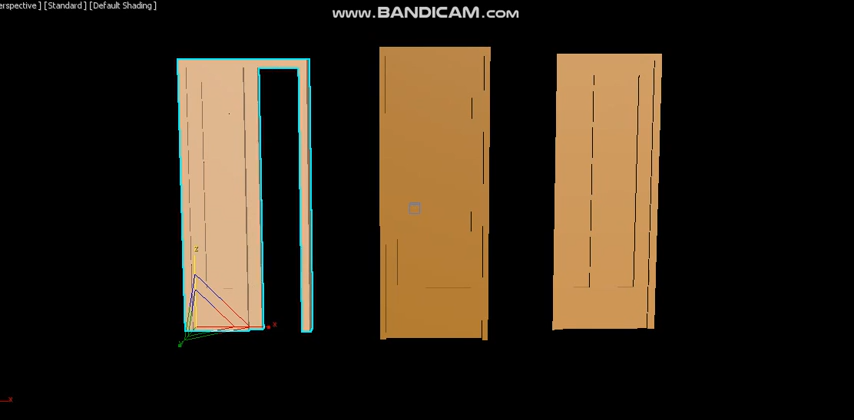 erspective ] [Standard ] [Default Shading ]
www.BANDICAM.com
z
x
y
x